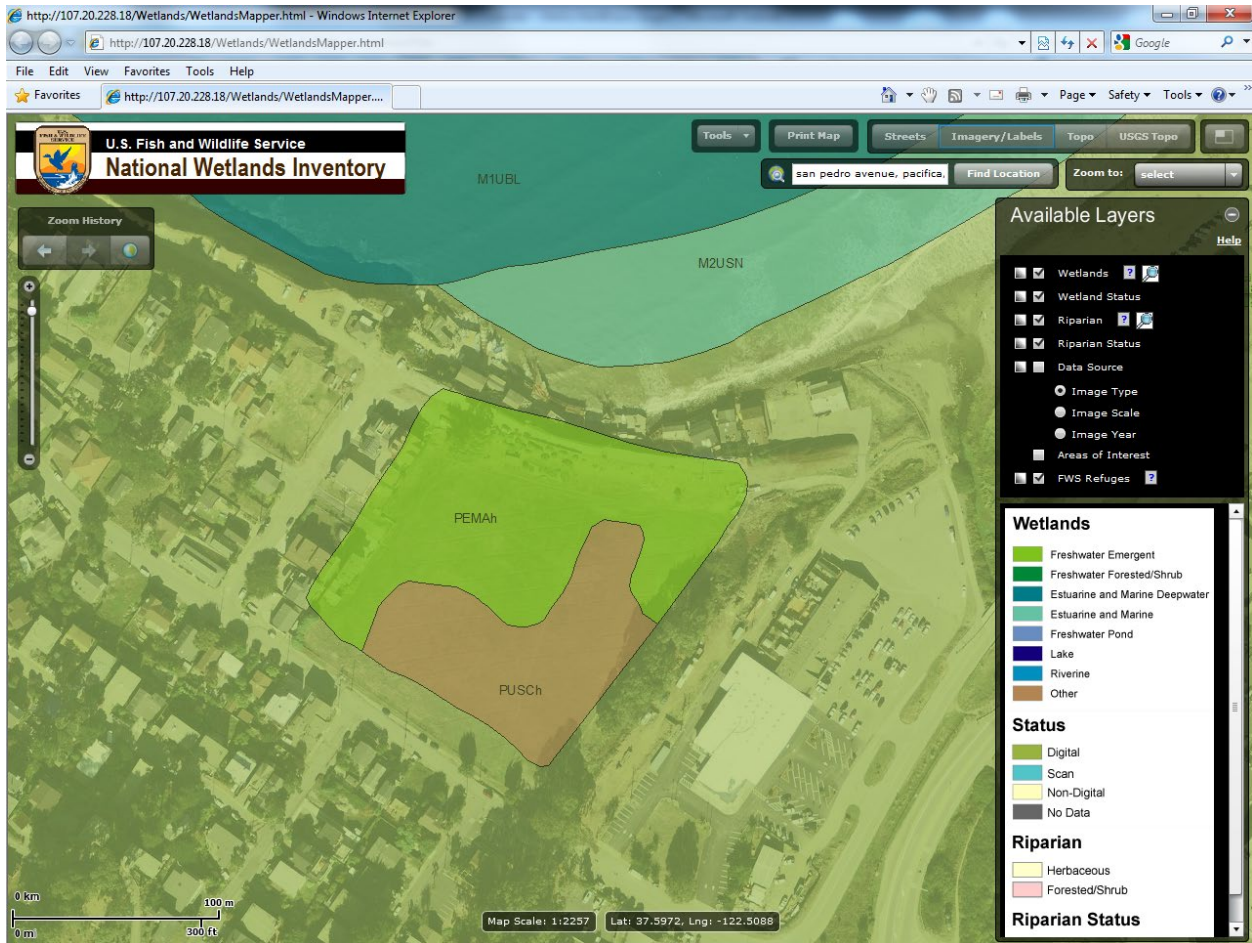 http://107.20.228.18/Wetlands/WetlandsMapper.html - Windows Internet Explorer
http://107.20.228.18/Wetlands/WetlandsMapper.html
Google
File Edit View Favorites Tools Help
Favorites http://107.20.228.18/Wetlands/WetlandsMapper....
Page Safety Tools
U.S. Fish and Wildlife Service
National Wetlands Inventory
Tools Print Map Streets Imagery/Labels Topo USGS Topo
san pedro avenue, pacifica, Find Location Zoom to: select
M1UBL
M2USN
PEMAh
PUSCh
Zoom History
Available Layers
Help
Wetlands ?
Wetland Status
Riparian ?
Riparian Status
Data Source
Image Type
Image Scale
Image Year
Areas of Interest
FWS Refuges ?
Wetlands
Freshwater Emergent
Freshwater Forested/Shrub
Estuarine and Marine Deepwater
Estuarine and Marine
Freshwater Pond
Lake
Riverine
Other
Status
Digital
Scan
Non-Digital
No Data
Riparian
Herbaceous
Forested/Shrub
Riparian Status
0 km 100 m
0 mi 300 ft
Map Scale: 1:2257 Lat: 37.5972, Lng: -122.5088